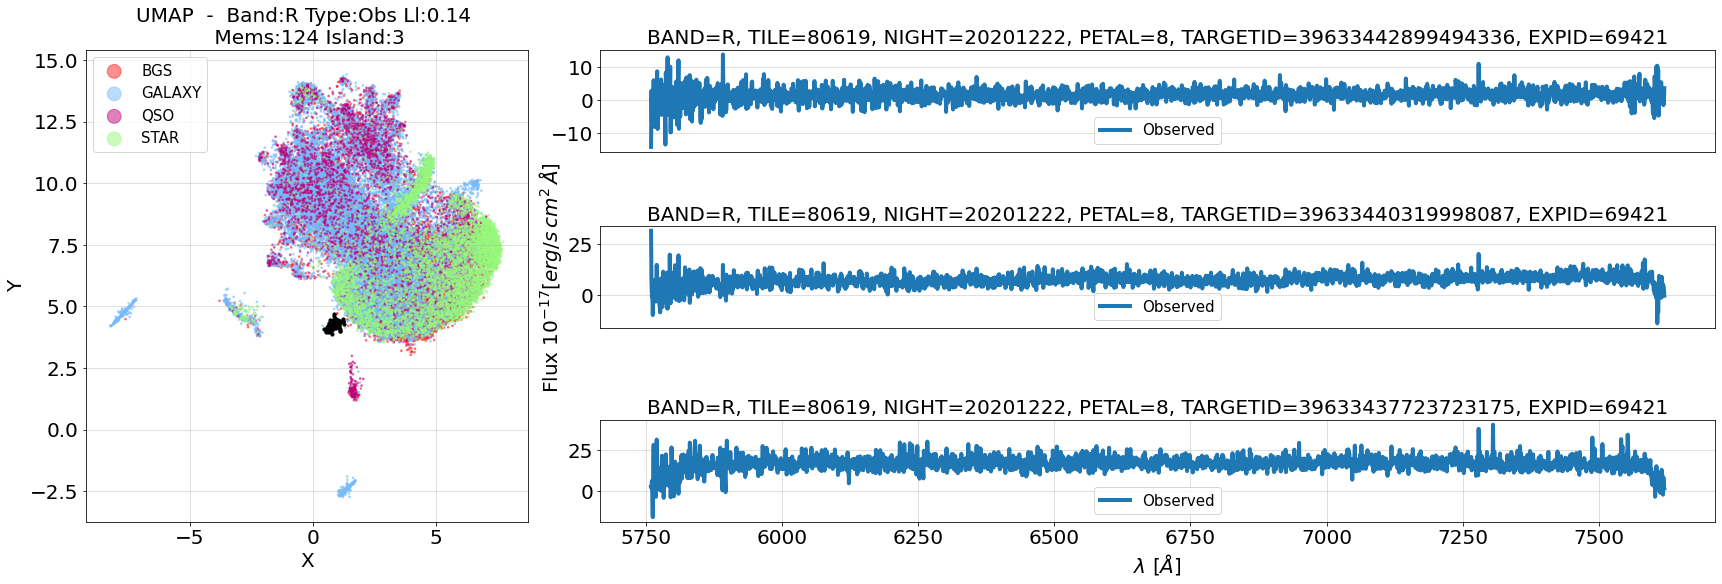 UMAP  -  Band:R Type:Obs Ll:0.14
Mems:124 Island:3
BGS
GALAXY
QSO
STAR
15.0
12.5
10.0
7.5
5.0
2.5
0.0
−2.5
Y
−5
0
5
X
BAND=R, TILE=80619, NIGHT=20201222, PETAL=8, TARGETID=39633442899494336, EXPID=69421
10
0
−10
Observed
BAND=R, TILE=80619, NIGHT=20201222, PETAL=8, TARGETID=39633440319998087, EXPID=69421
25
0
Observed
Flux 10⁻¹⁷[erg/s cm² Å]
BAND=R, TILE=80619, NIGHT=20201222, PETAL=8, TARGETID=39633437723723175, EXPID=69421
25
0
Observed
5750
6000
6250
6500
6750
7000
7250
7500
λ [Å]